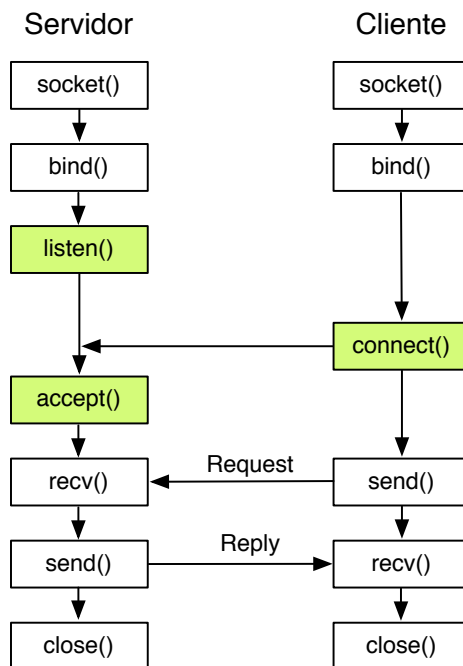 Servidor
Cliente
socket()
socket()
bind()
bind()
listen()
connect()
accept()
Request
recv()
send()
Reply
send()
recv()
close()
close()